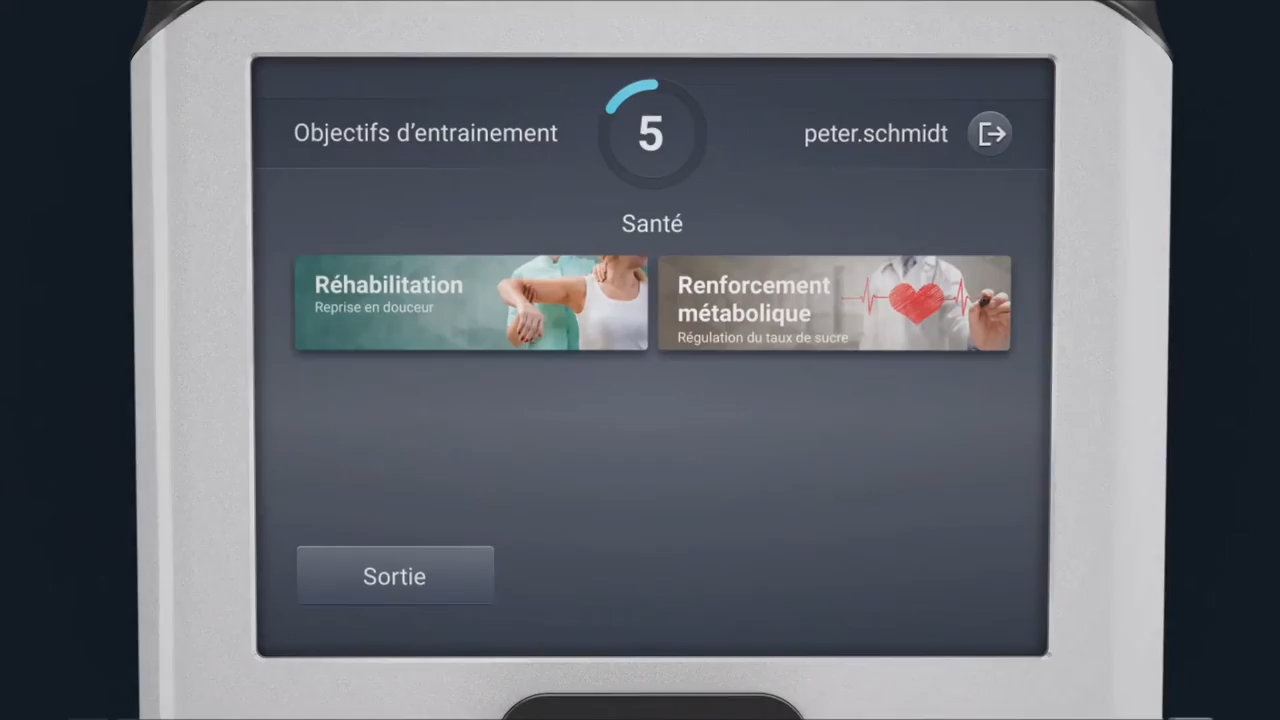 Objectifs d’entrainement
5
peter.schmidt
Santé
Réhabilitation
Reprise en douceur
Renforcement
métabolique
Régulation du taux de sucre
Sortie